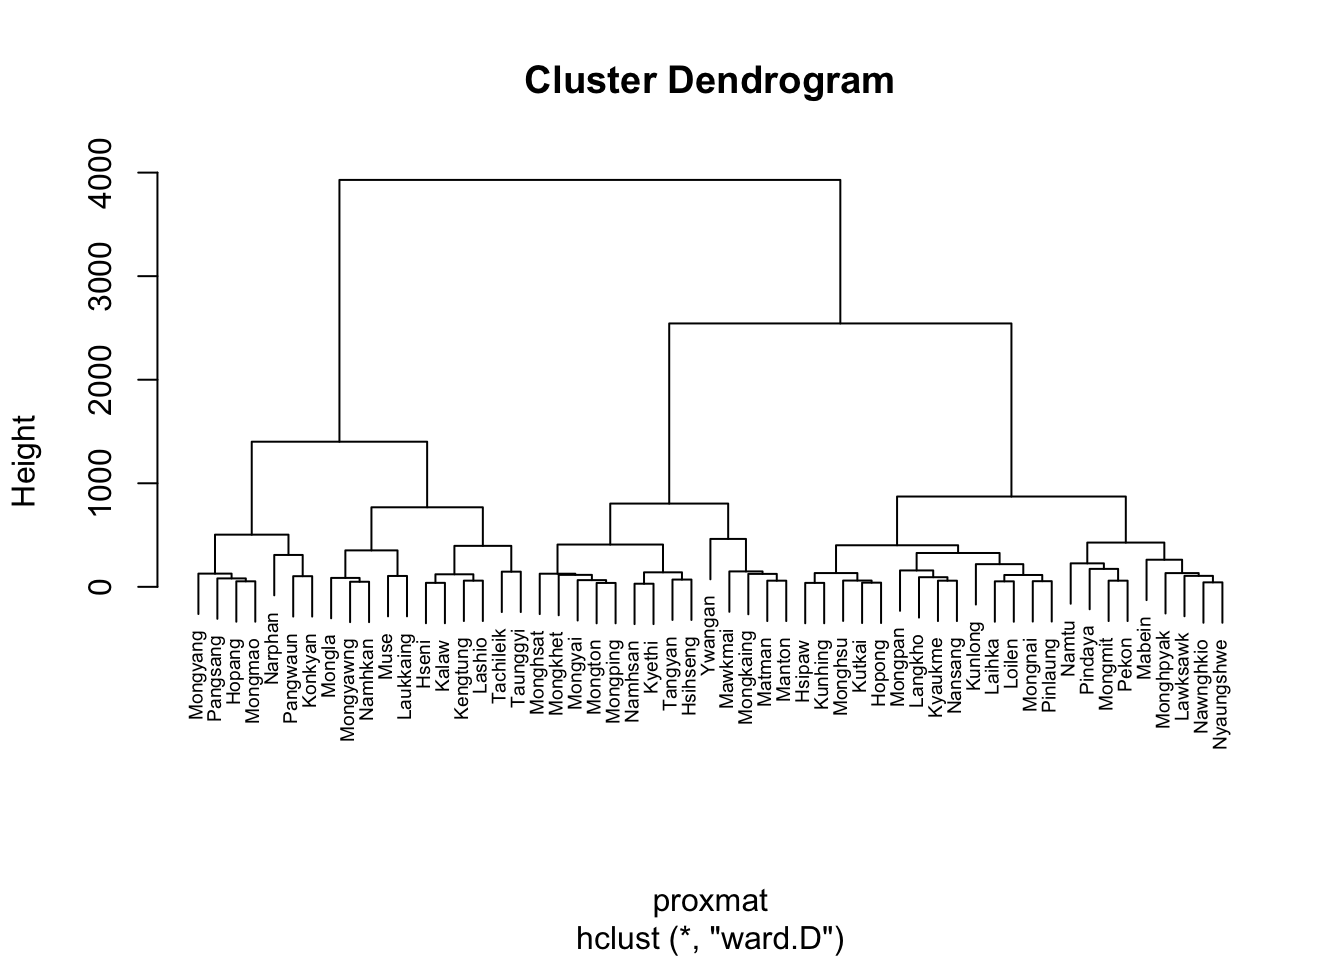 Cluster Dendrogram
Height
4000
3000
2000
1000
0
Mongyang
Pangsang
Hopang
Mongmao
Narphan
Pangwaun
Konkyan
Mongla
Mongyawng
Namhkan
Muse
Laukkaing
Hseni
Kalaw
Kengtung
Lashio
Tachileik
Taunggyi
Monghsat
Mongkhet
Mongyai
Mongton
Mongping
Namhsan
Kyethi
Tangyan
Hsihseng
Ywangan
Mawkmai
Mongkaing
Matman
Manton
Hsipaw
Kunhing
Monghsu
Kutkai
Hopong
Mongpan
Langkho
Kyaukme
Nansang
Kunlong
Laihka
Loilen
Mongnai
Pinlaung
Namtu
Pindaya
Mongmit
Pekon
Mabein
Monghpyak
Lawksawk
Nawnghkio
Nyaungshwe
proxmat
hclust (*, "ward.D")